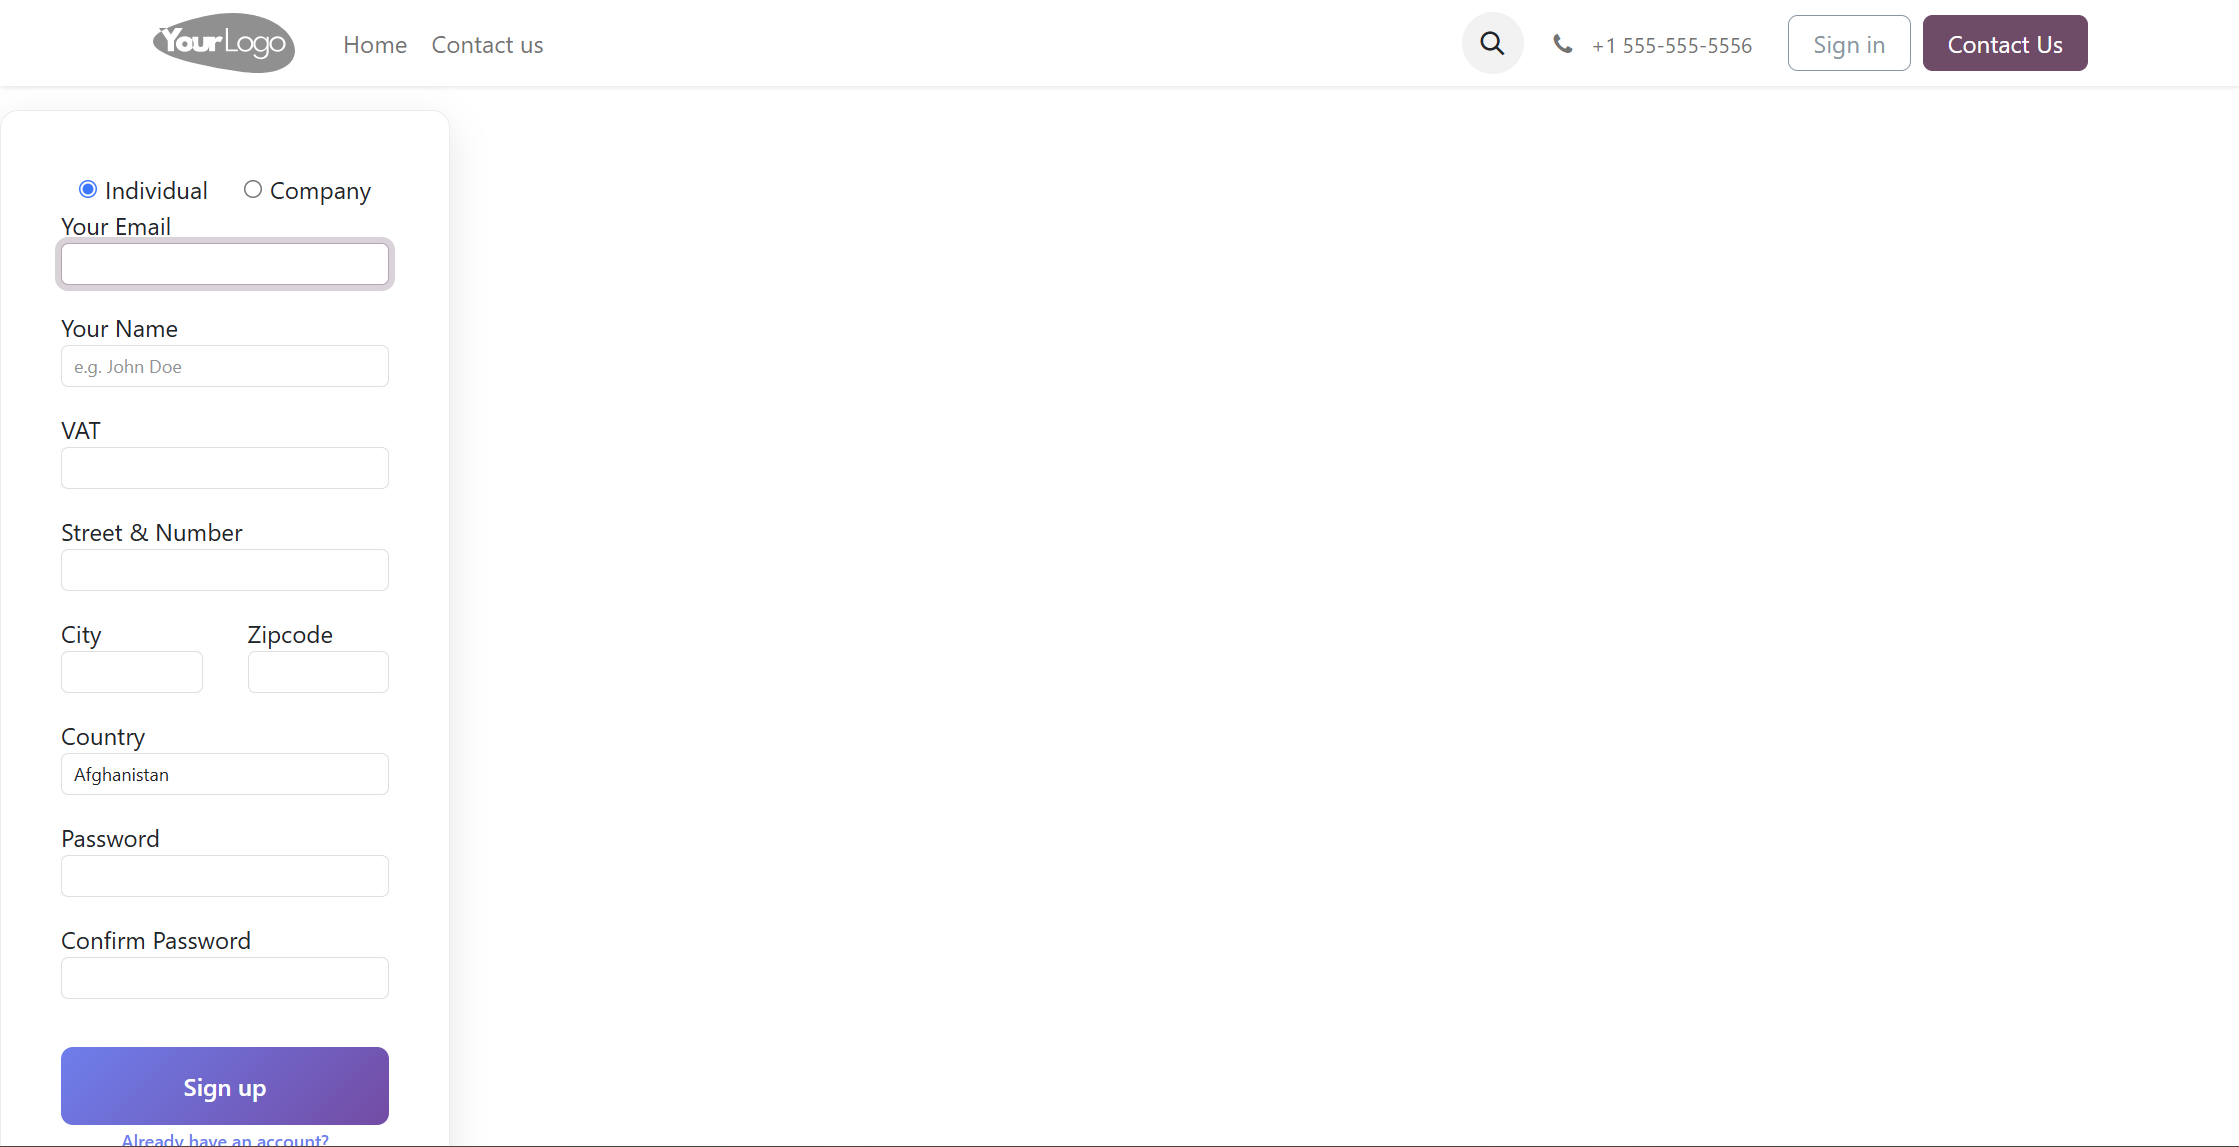 YourLogo
Home Contact us
+1 555-555-5556
Sign in
Contact Us
Individual Company
Your Email
Your Name
e.g. John Doe
VAT
Street & Number
City Zipcode
Country
Afghanistan
Password
Confirm Password
Sign up
Already have an account?